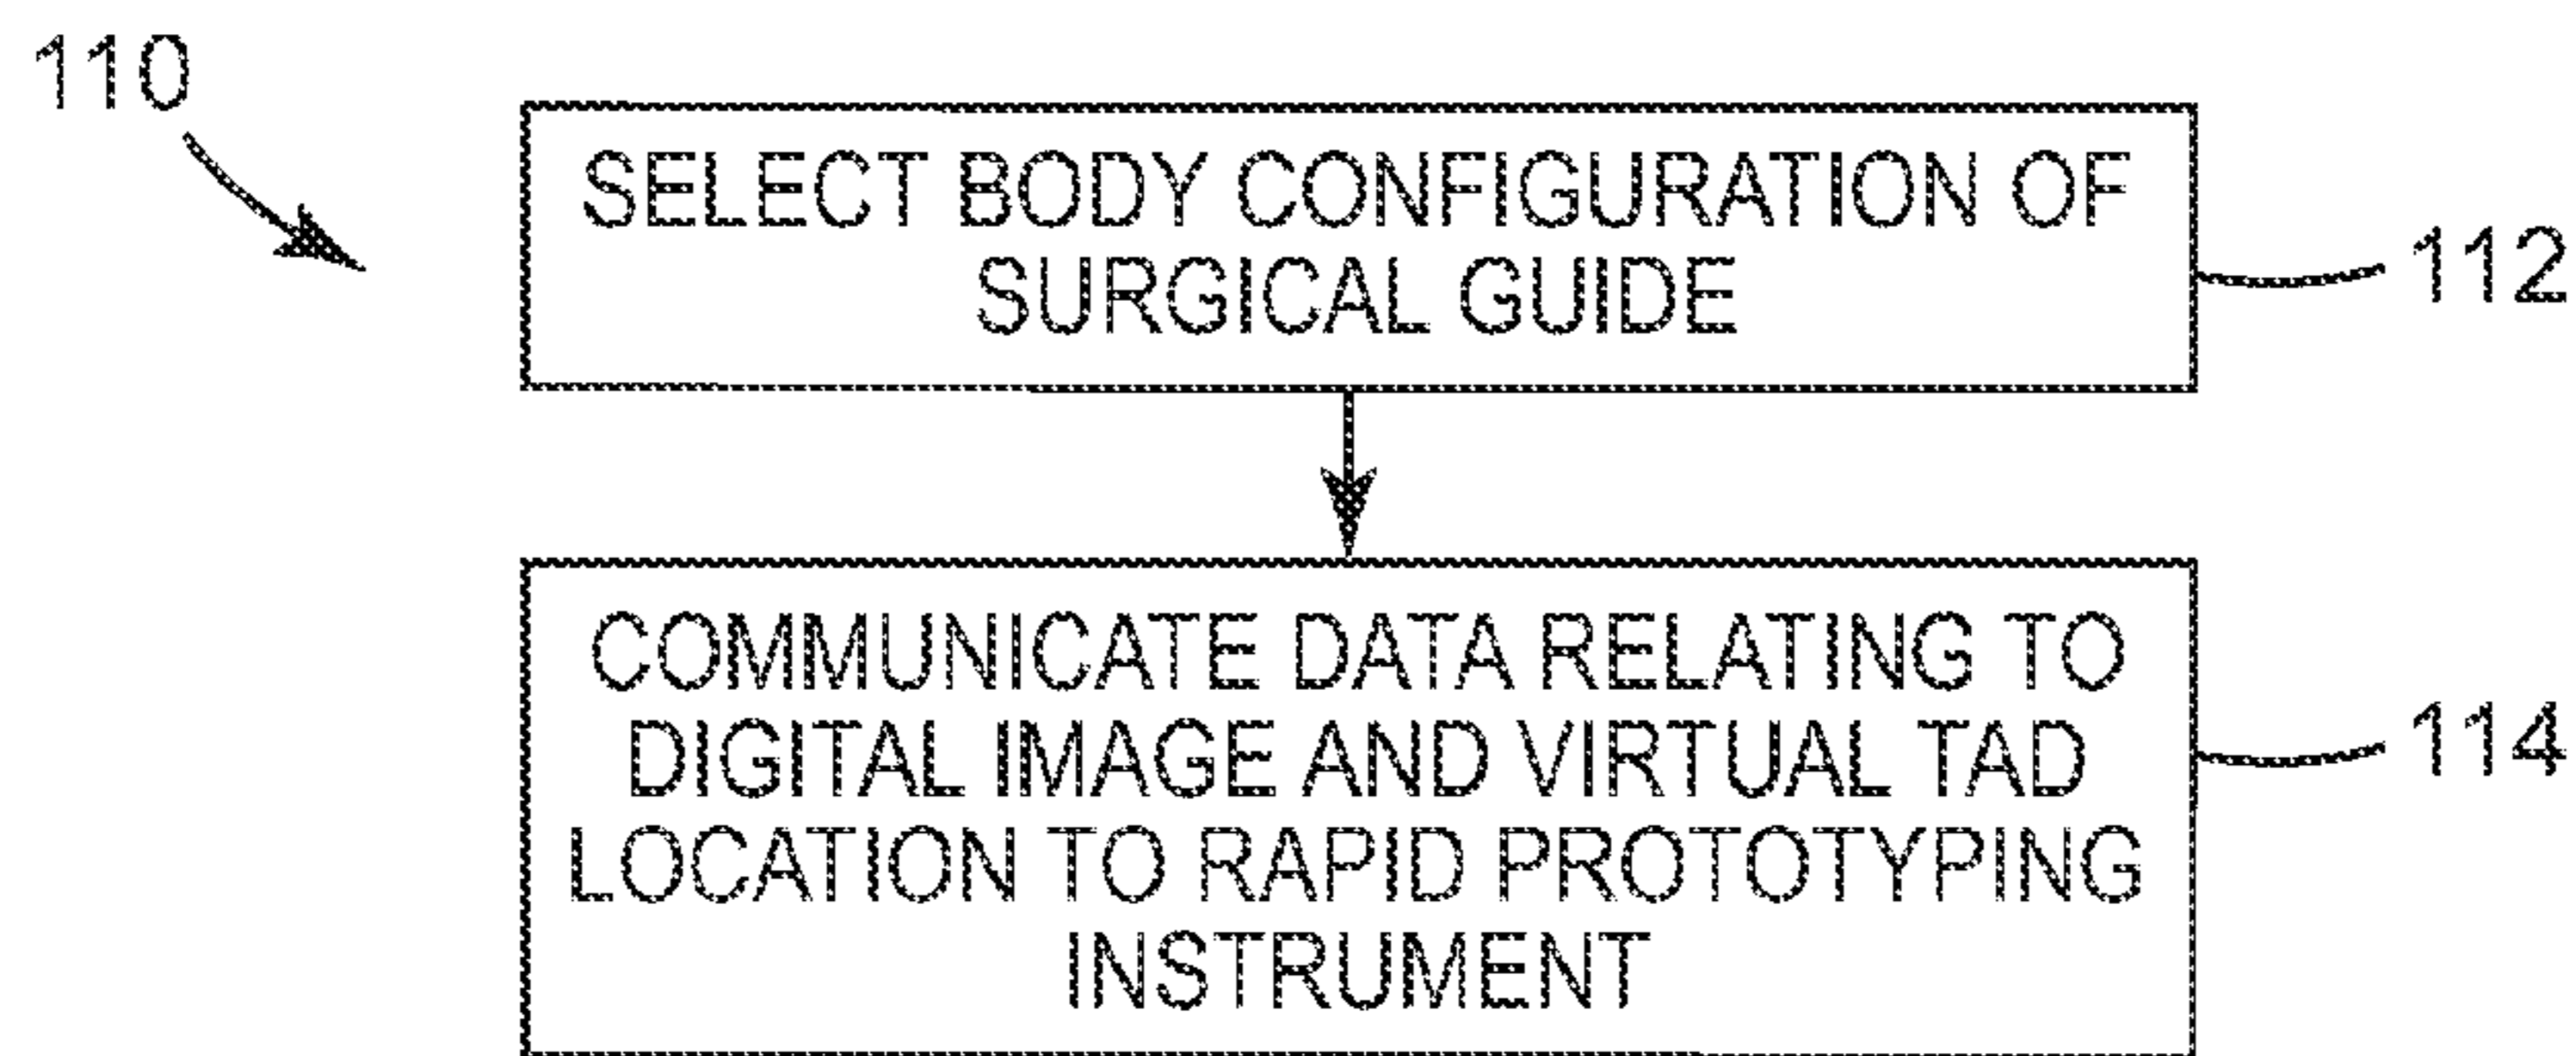 110
SELECT BODY CONFIGURATION OF
SURGICAL GUIDE
112
COMMUNICATE DATA RELATING TO
DIGITAL IMAGE AND VIRTUAL TAD
LOCATION TO RAPID PROTOTYPING
INSTRUMENT
114